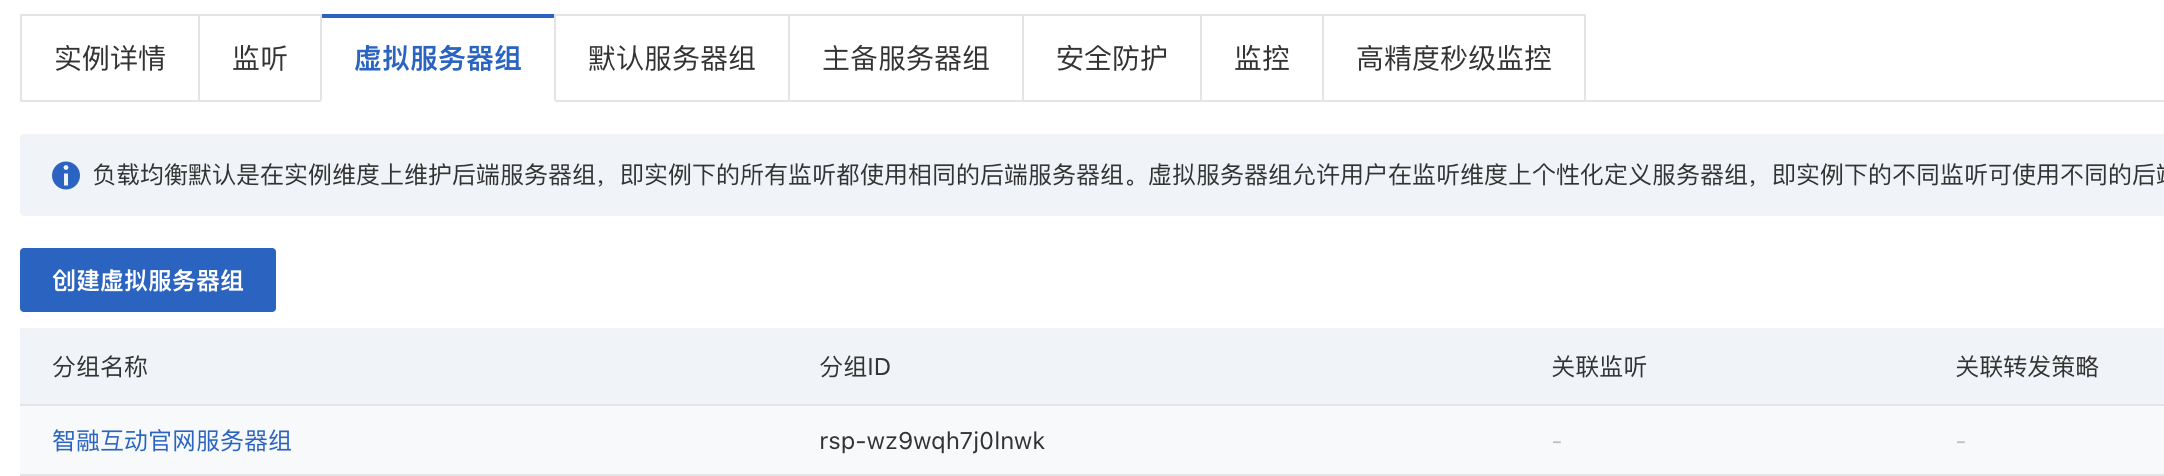 实例详情 监听 虚拟服务器组 默认服务器组 主备服务器组 安全防护 监控 高精度秒级监控
负载均衡默认是在实例维度上维护后端服务器组，即实例下的所有监听都使用相同的后端服务器组。虚拟服务器组允许用户在监听维度上个性化定义服务器组，即实例下的不同监听可使用不同的后
创建虚拟服务器组
分组名称 分组ID 关联监听 关联转发策略
智融互动官网服务器组 rsp-wz9wqh7j0lnwk - -